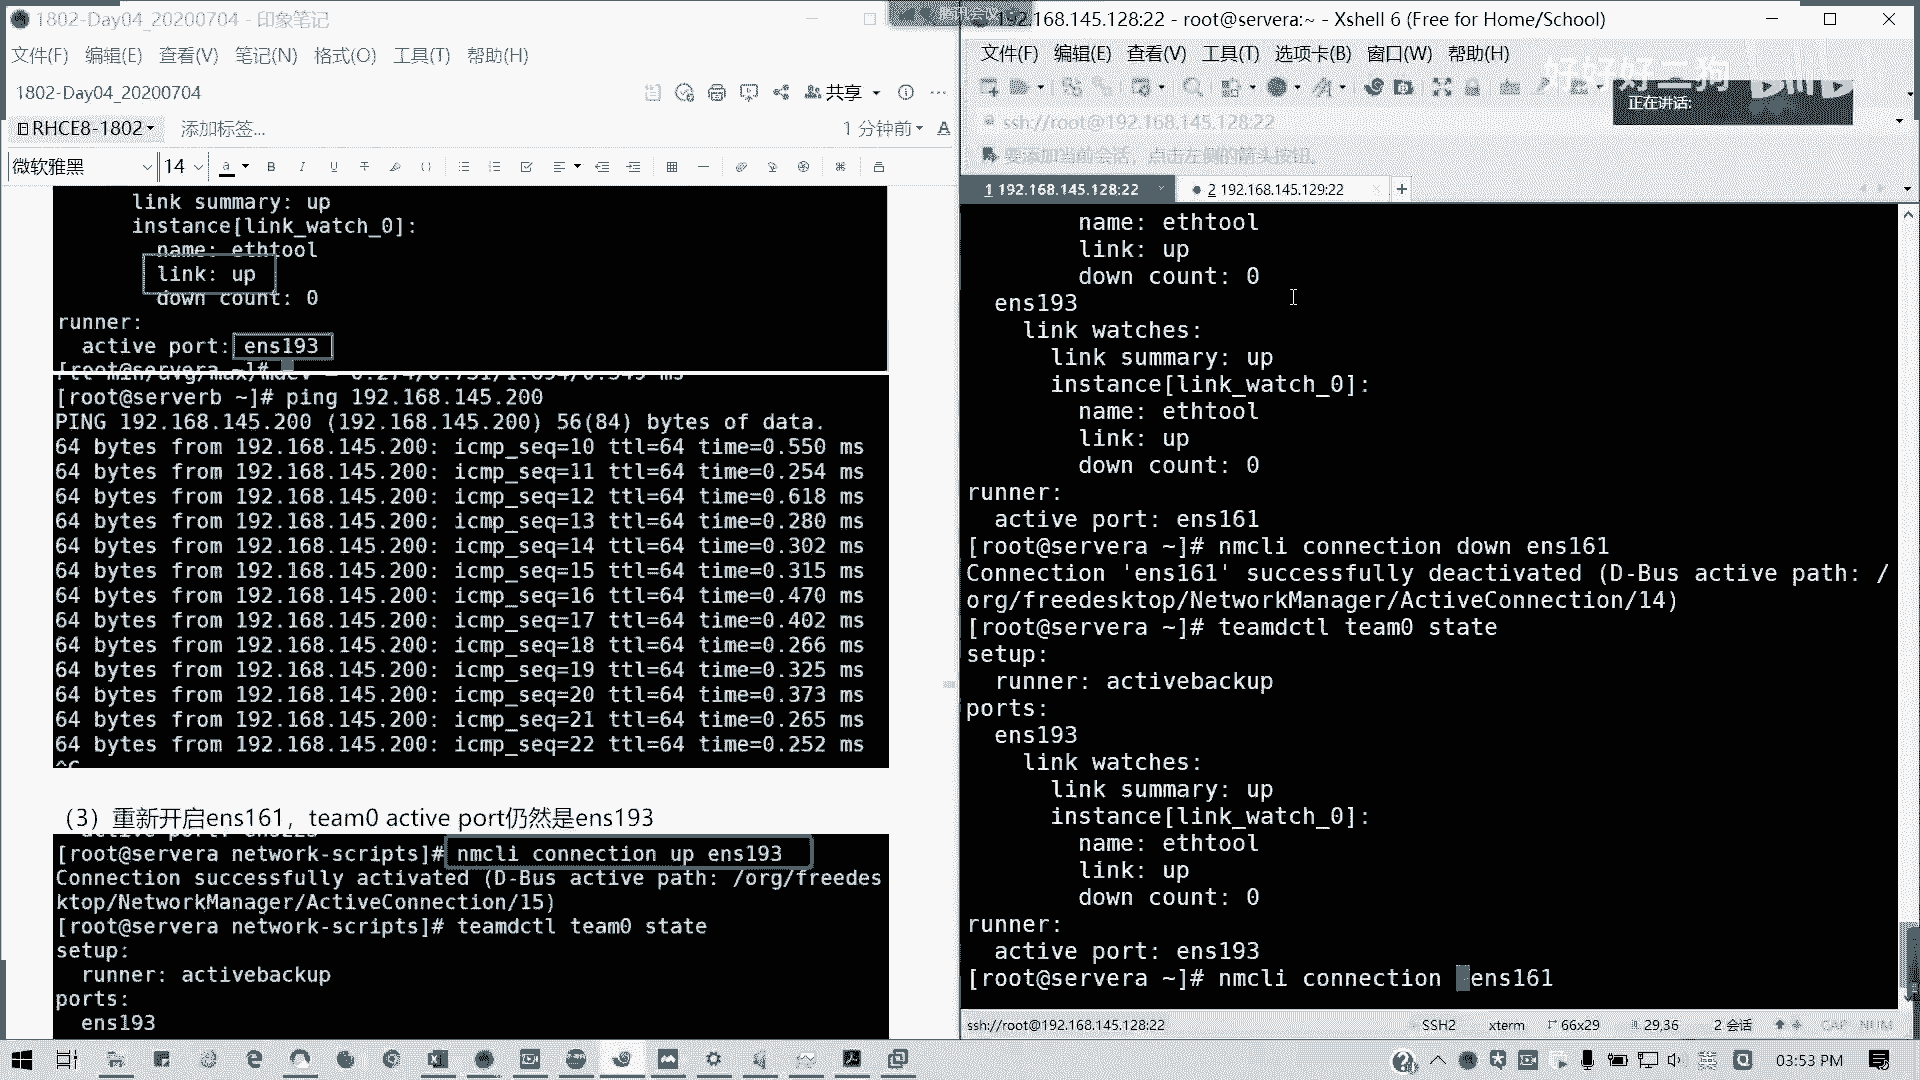 1802-Day04_20200704 - 印象笔记
文件(F) 编辑(E) 查看(V) 笔记(N) 格式(O) 工具(T) 帮助(H)
1802-Day04_20200704
共享
RHCE8-1802
添加标签...
1 分钟前
微软雅黑
14
link summary: up
instance[link_watch_0]:
name: ethtool
link: up
down count: 0
runner:
active port: ens193
[root@servera ~]#
[root@serverb ~]# ping 192.168.145.200
PING 192.168.145.200 (192.168.145.200) 56(84) bytes of data.
64 bytes from 192.168.145.200: icmp_seq=10 ttl=64 time=0.550 ms
64 bytes from 192.168.145.200: icmp_seq=11 ttl=64 time=0.254 ms
64 bytes from 192.168.145.200: icmp_seq=12 ttl=64 time=0.618 ms
64 bytes from 192.168.145.200: icmp_seq=13 ttl=64 time=0.280 ms
64 bytes from 192.168.145.200: icmp_seq=14 ttl=64 time=0.302 ms
64 bytes from 192.168.145.200: icmp_seq=15 ttl=64 time=0.315 ms
64 bytes from 192.168.145.200: icmp_seq=16 ttl=64 time=0.470 ms
64 bytes from 192.168.145.200: icmp_seq=17 ttl=64 time=0.402 ms
64 bytes from 192.168.145.200: icmp_seq=18 ttl=64 time=0.266 ms
64 bytes from 192.168.145.200: icmp_seq=19 ttl=64 time=0.325 ms
64 bytes from 192.168.145.200: icmp_seq=20 ttl=64 time=0.373 ms
64 bytes from 192.168.145.200: icmp_seq=21 ttl=64 time=0.265 ms
64 bytes from 192.168.145.200: icmp_seq=22 ttl=64 time=0.252 ms
^C
（3）重新开启ens161，team0 active port仍然是ens193
[root@servera network-scripts]# nmcli connection up ens193
Connection successfully activated (D-Bus active path: /org/freedes
ktop/NetworkManager/ActiveConnection/15)
[root@servera network-scripts]# teamdctl team0 state
setup:
runner: activebackup
ports:
ens193
腾讯会议
192.168.145.128:22 - root@servera:~ - Xshell 6 (Free for Home/School)
文件(F) 编辑(E) 查看(V) 工具(T) 选项卡(B) 窗口(W) 帮助(H)
好好好二狗
正在讲话:
ssh://root@192.168.145.128:22
要添加当前会话，点击左侧的箭头按钮。
1 192.168.145.128:22
2 192.168.145.129:22
name: ethtool
link: up
down count: 0
ens193
link watches:
link summary: up
instance[link_watch_0]:
name: ethtool
link: up
down count: 0
runner:
active port: ens161
[root@servera ~]# nmcli connection down ens161
Connection 'ens161' successfully deactivated (D-Bus active path: /
org/freedesktop/NetworkManager/ActiveConnection/14)
[root@servera ~]# teamdctl team0 state
setup:
runner: activebackup
ports:
ens193
link watches:
link summary: up
instance[link_watch_0]:
name: ethtool
link: up
down count: 0
runner:
active port: ens193
[root@servera ~]# nmcli connection ens161
ssh://root@192.168.145.128:22
SSH2 xterm 66x29 29,36 2 会话 CAP NUM
英
03:53 PM